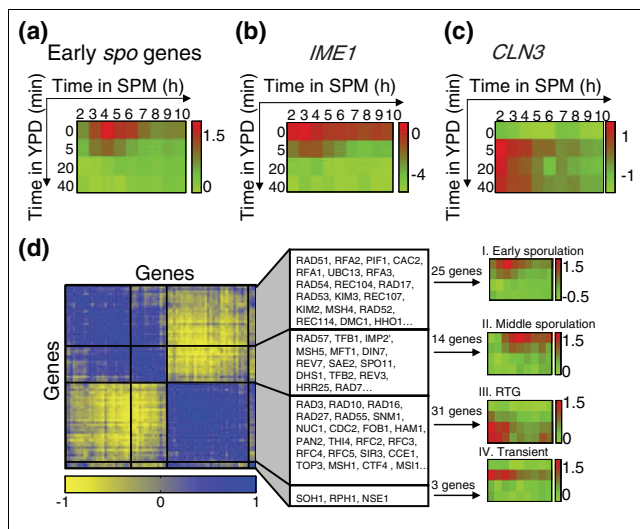 (a) (b) (c)
Early spo genes IME1 CLN3
Time in SPM (h) Time in SPM (h) Time in SPM (h)
2 3 4 5 6 7 8 9 10 2 3 4 5 6 7 8 9 10 2 3 4 5 6 7 8 9 10
Time in YPD (min) Time in YPD (min) Time in YPD (min)
0 0 0
5 5 5
20 20 20
40 40 40
1.5 0 1
0 -4 -1
(d)
Genes
Genes
-1 0 1
RAD51, RFA2, PIF1, CAC2,
RFA1, UBC13, RFA3,
RAD54, REC104, RAD17,
RAD53, KIM3, REC107,
KIM2, MSH4, RAD52,
REC114, DMC1, HHO1...
RAD57, TFB1, IMP2',
MSH5, MFT1, DIN7,
REV7, SAE2, SPO11,
DHS1, TFB2, REV3,
HRR25, RAD7...
RAD3, RAD10, RAD16,
RAD27, RAD55, SNM1,
NUC1, CDC2, FOB1, HAM1,
PAN2, THI4, RFC2, RFC3,
RFC4, RFC5, SIR3, CCE1,
TOP3, MSH1, CTF4 , MSI1...
SOH1, RPH1, NSE1
25 genes
14 genes
31 genes
3 genes
I. Early sporulation
1.5
-0.5
II. Middle sporulation
1.5
0
III. RTG
1.5
0
IV. Transient
1.5
0